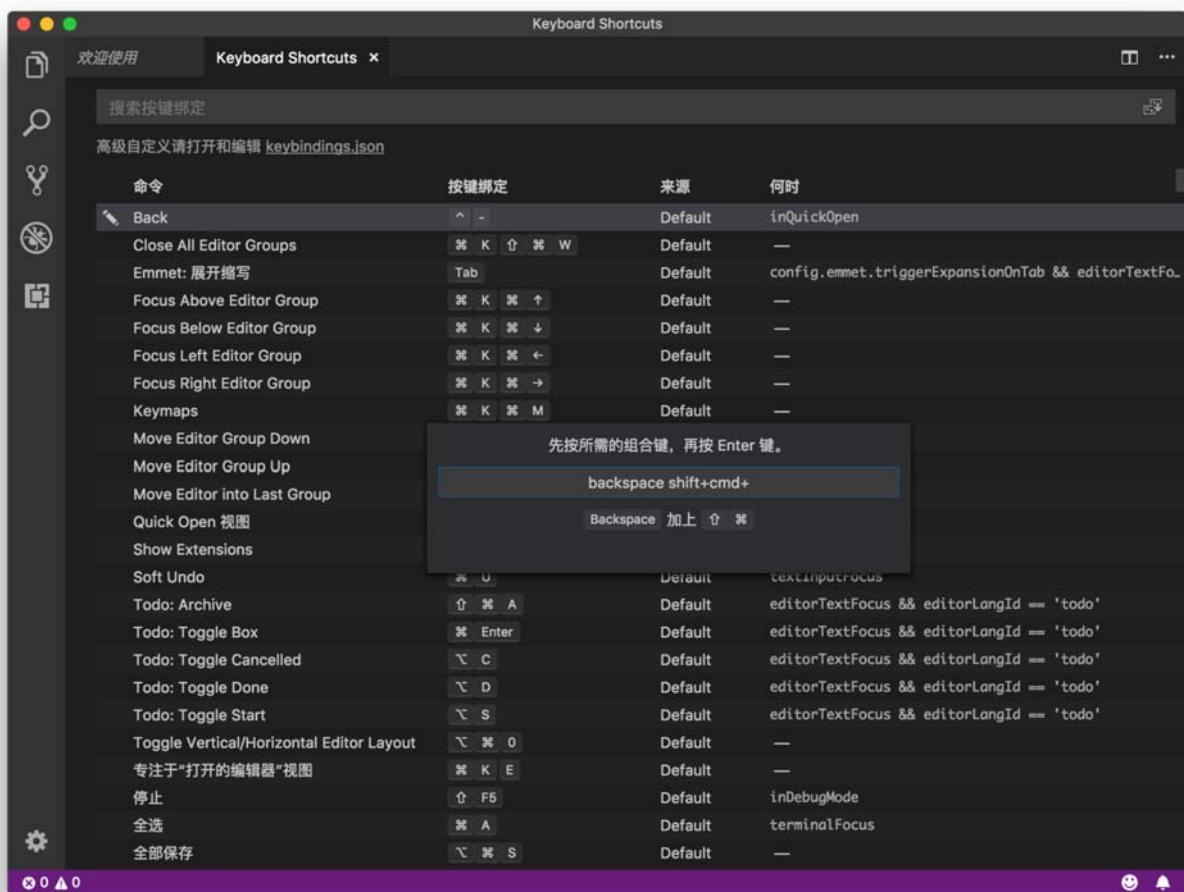 Keyboard Shortcuts
欢迎使用 Keyboard Shortcuts ×
搜索按键绑定
高级自定义请打开和编辑 keybindings.json
命令 按键绑定 来源 何时
Back ^ - Default inQuickOpen
Close All Editor Groups ⌘ K ⇧ ⌘ W Default —
Emmet: 展开缩写 Tab Default config.emmet.triggerExpansionOnTab && editorTextFo…
Focus Above Editor Group ⌘ K ⌘ ↑ Default —
Focus Below Editor Group ⌘ K ⌘ ↓ Default —
Focus Left Editor Group ⌘ K ⌘ ← Default —
Focus Right Editor Group ⌘ K ⌘ → Default —
Keymaps ⌘ K ⌘ M Default —
Move Editor Group Down
Move Editor Group Up
Move Editor into Last Group
Quick Open 视图
Show Extensions
先按所需的组合键，再按 Enter 键。
backspace shift+cmd+
Backspace 加上 ⇧ ⌘
Soft Undo ⌘ U Default textInputFocus
Todo: Archive ⇧ ⌘ A Default editorTextFocus && editorLangId == 'todo'
Todo: Toggle Box ⌘ Enter Default editorTextFocus && editorLangId == 'todo'
Todo: Toggle Cancelled ⌥ C Default editorTextFocus && editorLangId == 'todo'
Todo: Toggle Done ⌥ D Default editorTextFocus && editorLangId == 'todo'
Todo: Toggle Start ⌥ S Default editorTextFocus && editorLangId == 'todo'
Toggle Vertical/Horizontal Editor Layout ⌥ ⌘ 0 Default —
专注于“打开的编辑器”视图 ⌘ K E Default —
停止 ⇧ F5 Default inDebugMode
全选 ⌘ A Default terminalFocus
全部保存 ⌥ ⌘ S Default —
0 0